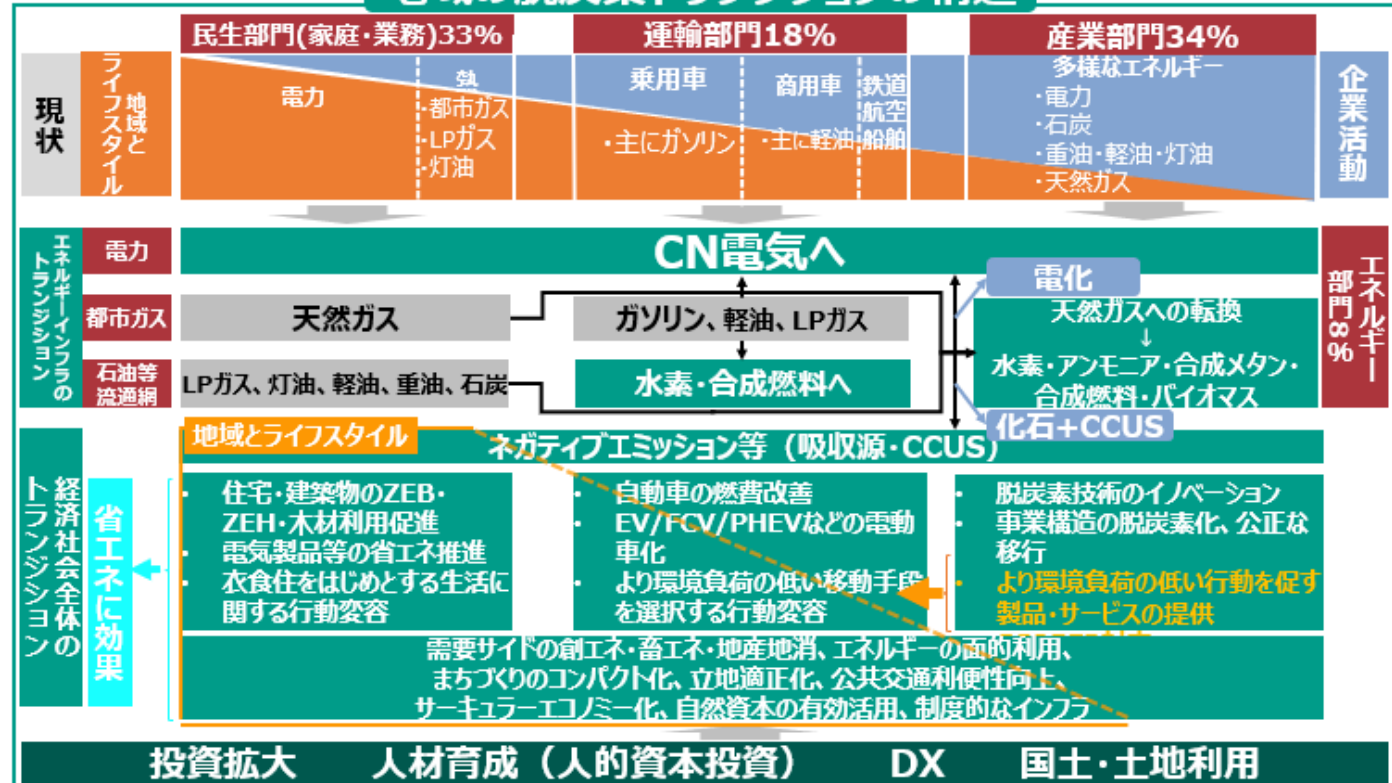 地域の脱炭素トランジションの構造
民生部門(家庭・業務)33%
運輸部門18%
産業部門34%
現状
地域と
ライフスタイル
電力
熱
・都市ガス
・LPガス
・灯油
乗用車
・主にガソリン
商用車
・主に軽油
鉄道
航空
船舶
多様なエネルギー
・電力
・石炭
・重油・軽油・灯油
・天然ガス
企業活動
エネルギーインフラの
トランジション
電力
CN電気へ
エネルギー
部門8%
都市ガス
天然ガス
ガソリン、軽油、LPガス
電化
天然ガスへの転換
↓
水素・アンモニア・合成メタン・
合成燃料・バイオマス
石油等
流通網
LPガス、灯油、軽油、重油、石炭
水素・合成燃料へ
化石+CCUS
地域とライフスタイル
ネガティブエミッション等（吸収源・CCUS）
経済社会全体の
トランジション
省エネに効果
• 住宅・建築物のZEB・
ZEH・木材利用促進
• 電気製品等の省エネ推進
• 衣食住をはじめとする生活に
関する行動変容
• 自動車の燃費改善
• EV/FCV/PHEVなどの電動
車化
• より環境負荷の低い移動手段
を選択する行動変容
• 脱炭素技術のイノベーション
• 事業構造の脱炭素化、公正な
移行
• より環境負荷の低い行動を促す
製品・サービスの提供
需要サイドの創エネ・畜エネ・地産地消、エネルギーの面的利用、
まちづくりのコンパクト化、立地適正化、公共交通利便性向上、
サーキュラーエコノミー化、自然資本の有効活用、制度的なインフラ
投資拡大 人材育成（人的資本投資） DX 国土・土地利用